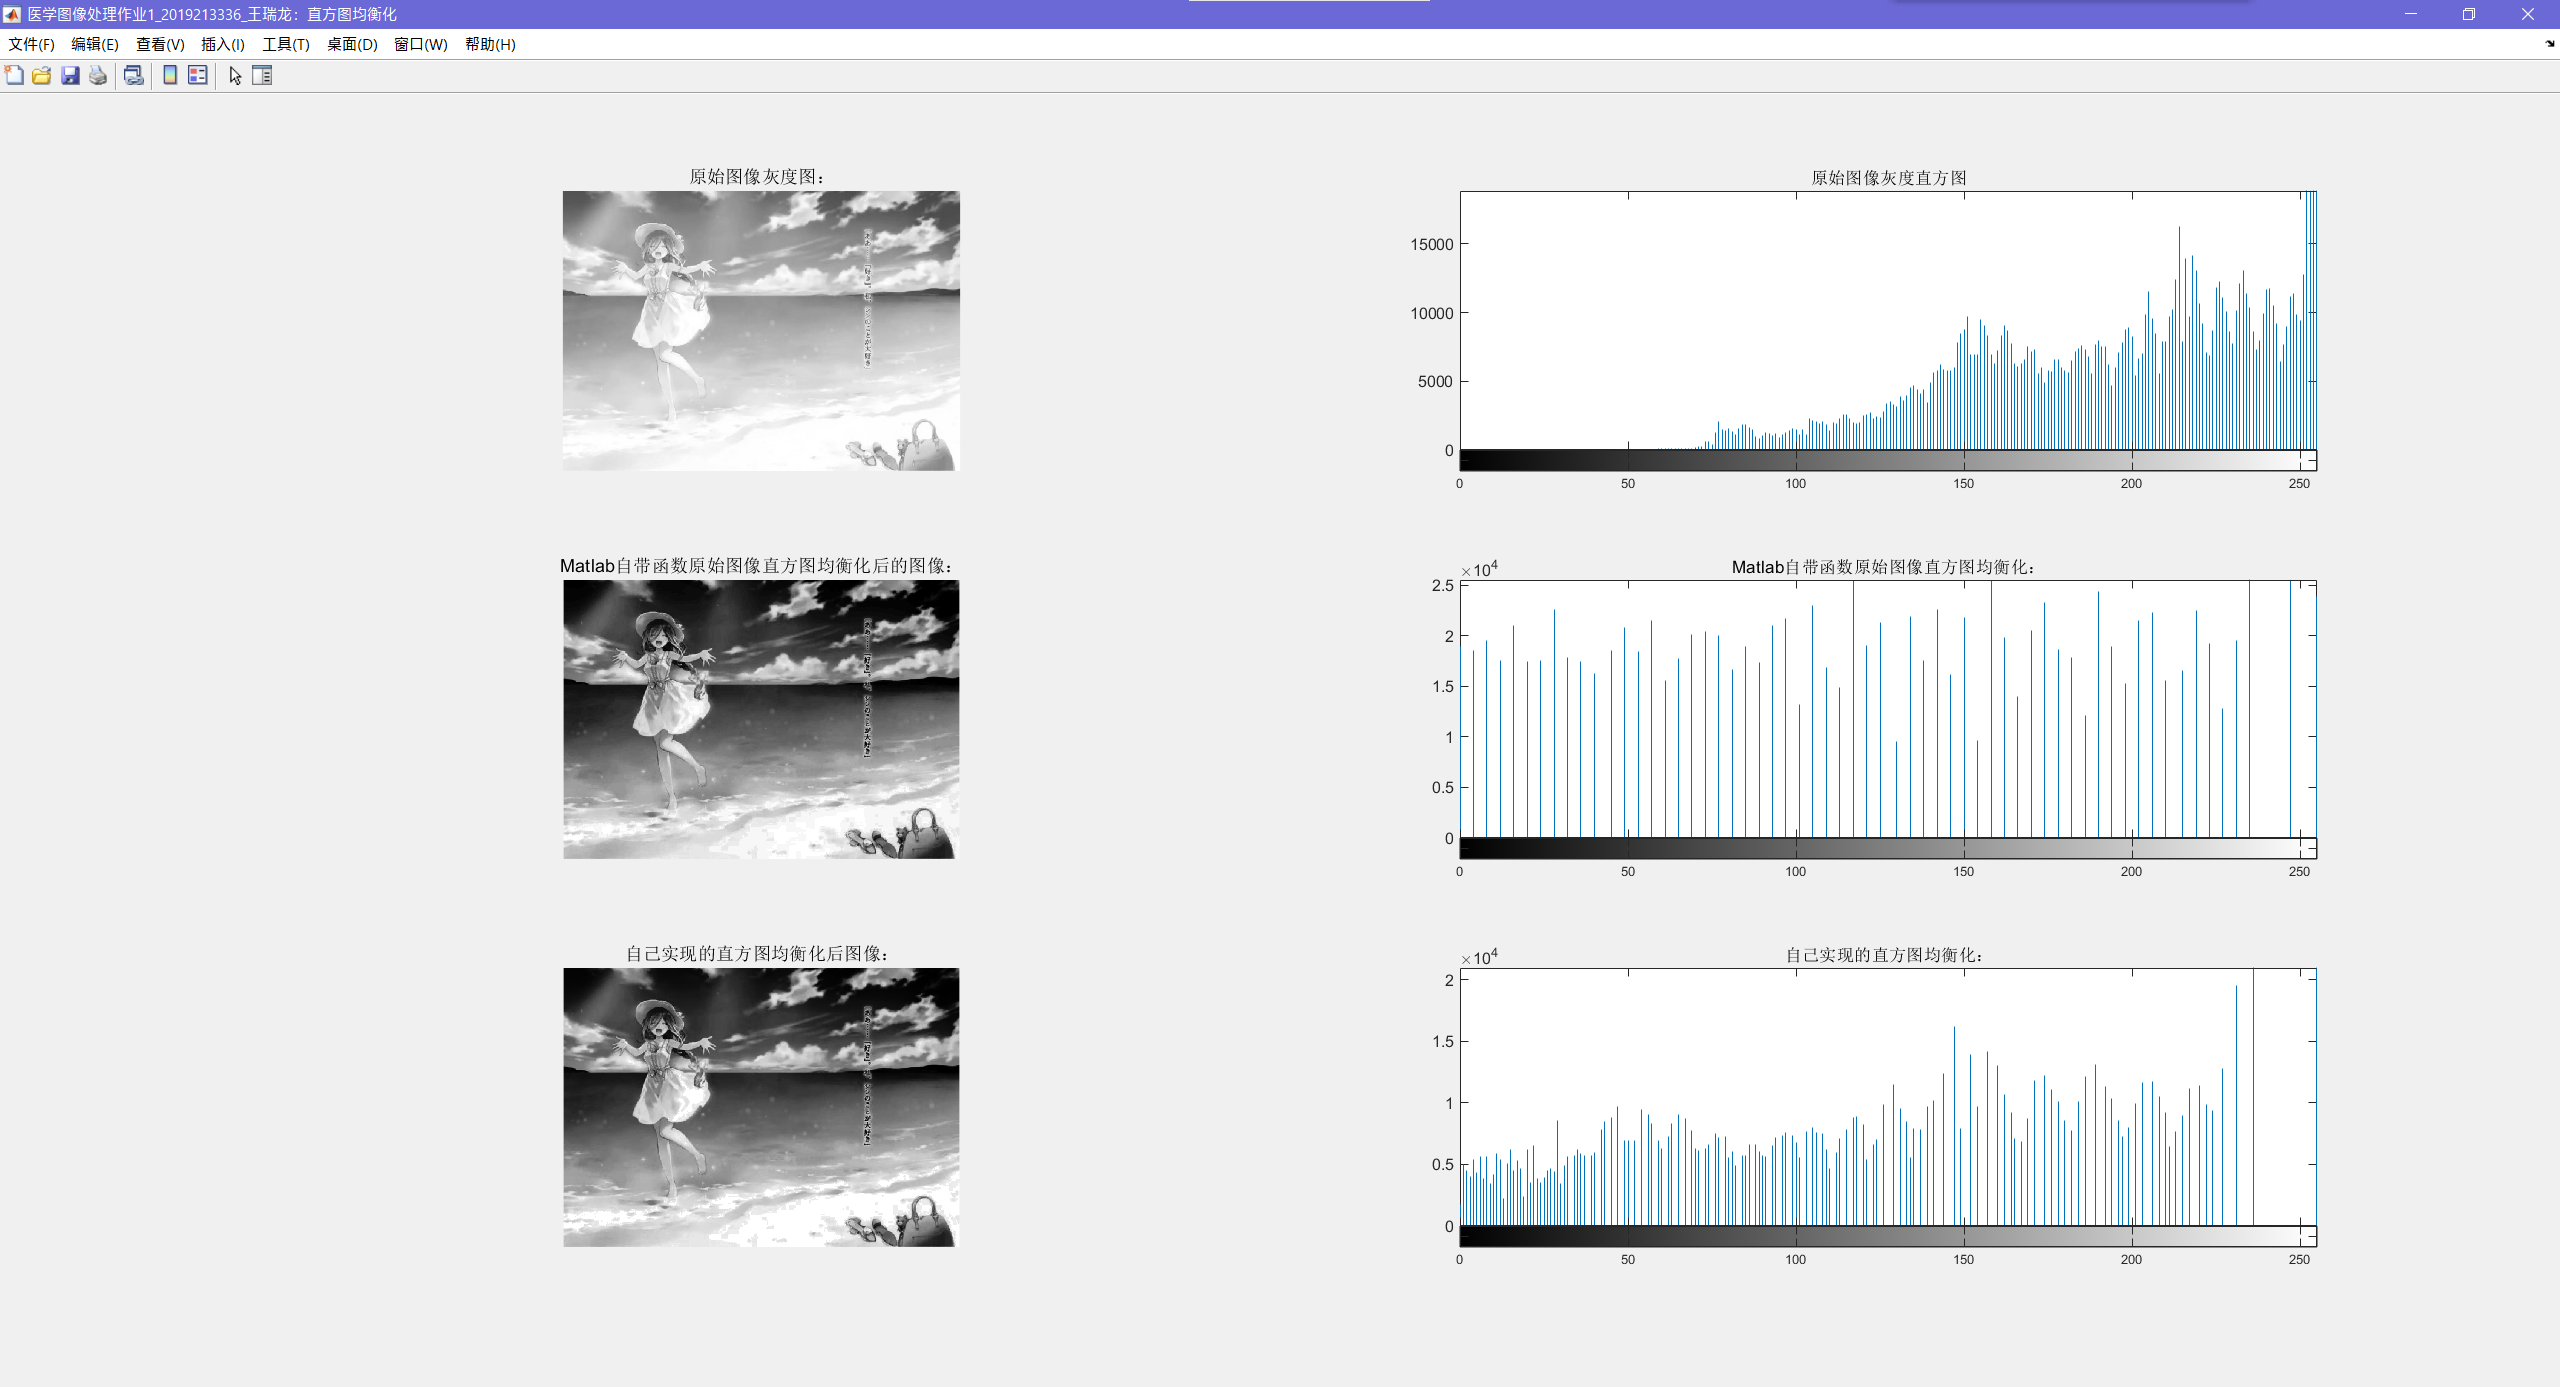 医学图像处理作业1_2019213336_王瑞龙：直方图均衡化
文件(F) 编辑(E) 查看(V) 插入(I) 工具(T) 桌面(D) 窗口(W) 帮助(H)
原始图像灰度图：
原始图像灰度直方图
15000
10000
5000
0
0 50 100 150 200 250
Matlab自带函数原始图像直方图均衡化后的图像：
Matlab自带函数原始图像直方图均衡化：
×10⁴
2.5
2
1.5
1
0.5
0
0 50 100 150 200 250
自己实现的直方图均衡化后图像：
自己实现的直方图均衡化：
×10⁴
2
1.5
1
0.5
0
0 50 100 150 200 250